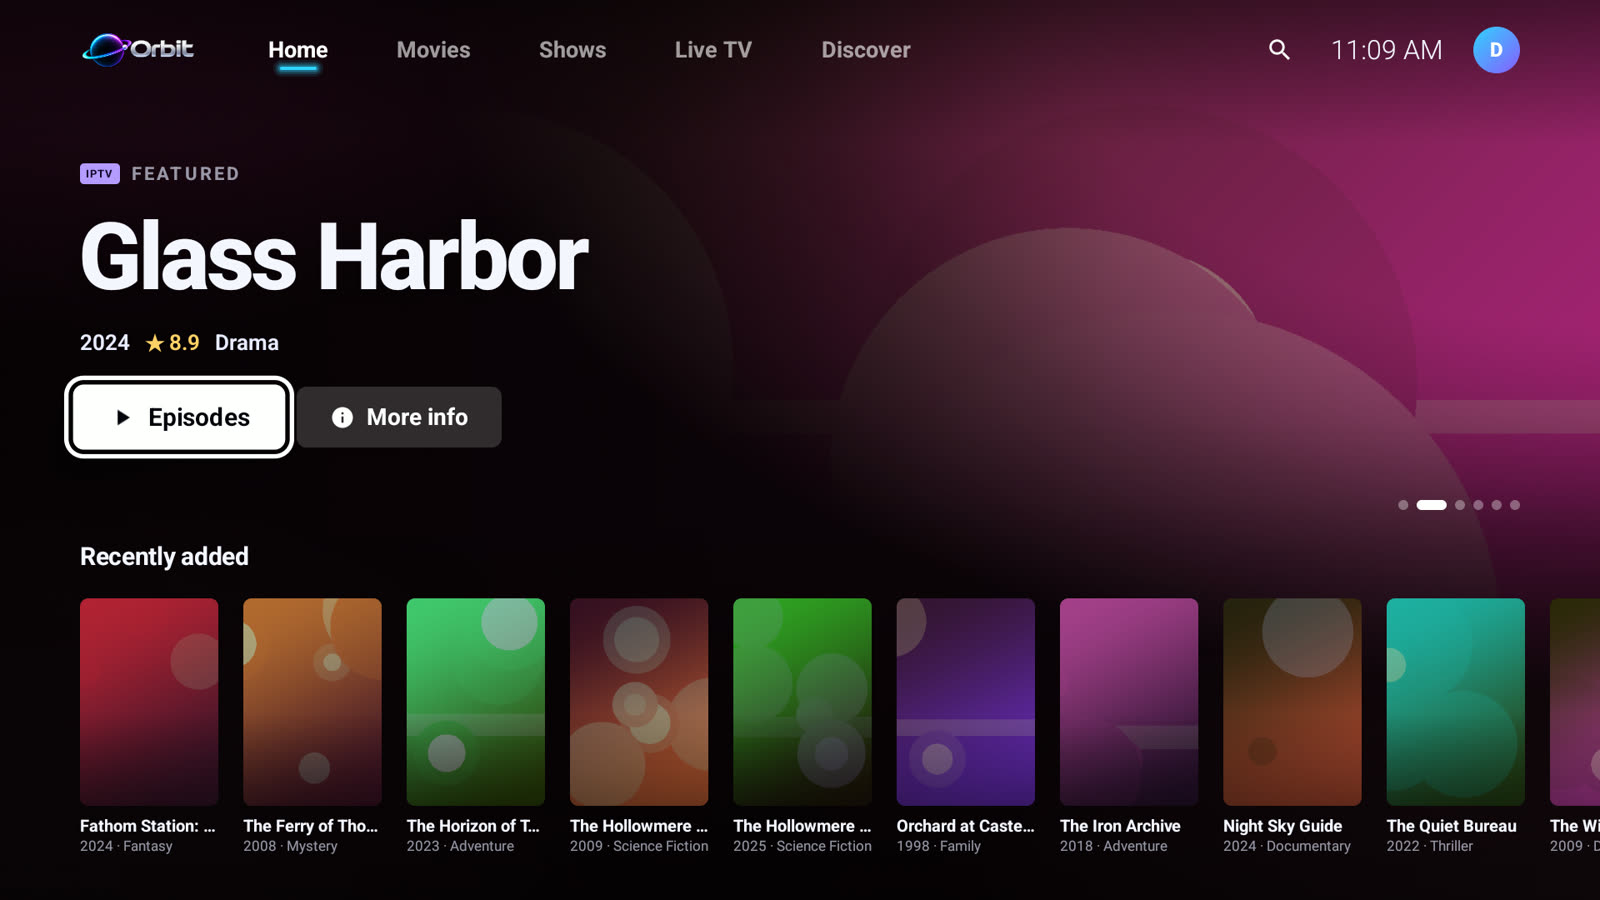 Orbit
Home
Movies
Shows
Live TV
Discover
11:09 AM
D
IPTV FEATURED
Glass Harbor
2024 ★ 8.9 Drama
Episodes
More info
Recently added
Fathom Station: ...
2024 · Fantasy
The Ferry of Tho...
2008 · Mystery
The Horizon of T...
2023 · Adventure
The Hollowmere ...
2009 · Science Fiction
The Hollowmere ...
2025 · Science Fiction
Orchard at Caste...
1998 · Family
The Iron Archive
2018 · Adventure
Night Sky Guide
2024 · Documentary
The Quiet Bureau
2022 · Thriller
The Wi
2009 · D